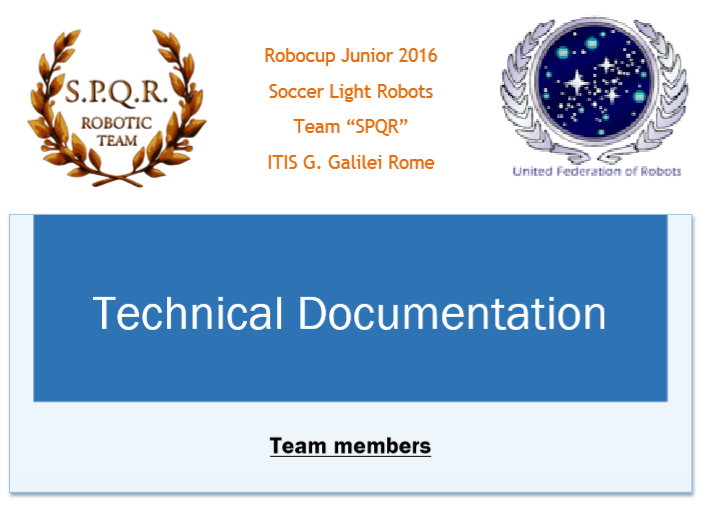 S.P.Q.R.
ROBOTIC
TEAM
Robocup Junior 2016
Soccer Light Robots
Team “SPQR”
ITIS G. Galilei Rome
United Federation of Robots
Technical Documentation
Team members